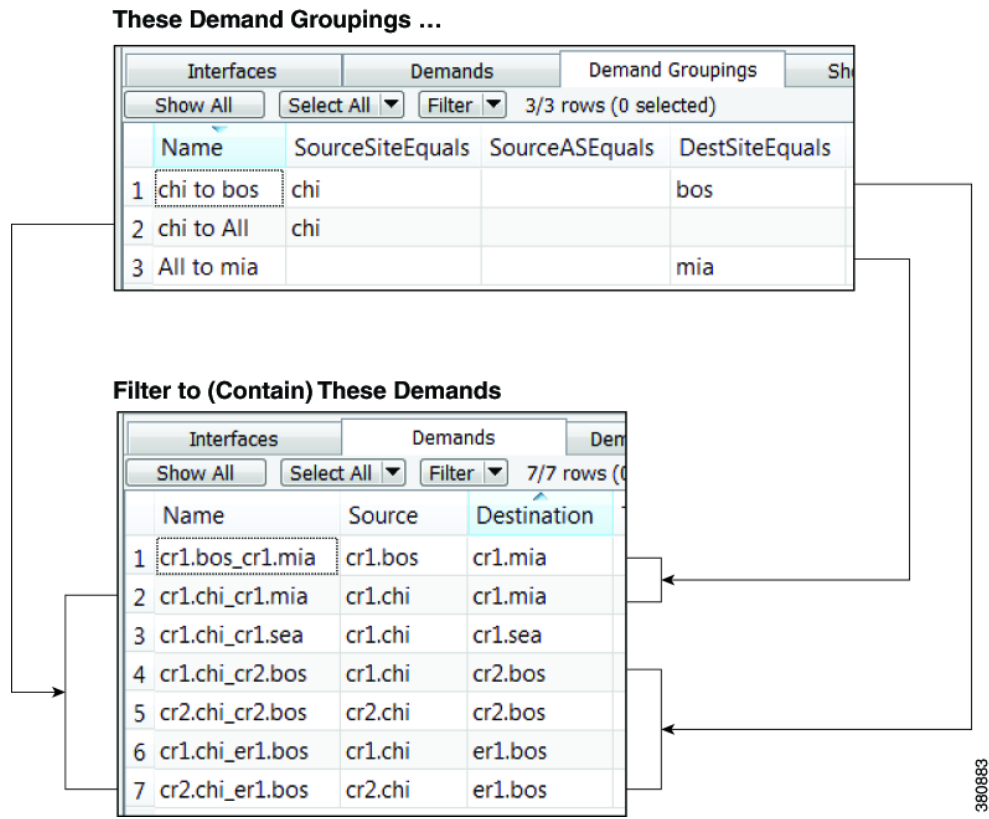 These Demand Groupings ...
Interfaces Demands Demand Groupings Sh
Show All Select All Filter 3/3 rows (0 selected)
Name SourceSiteEquals SourceASEquals DestSiteEquals
1 chi to bos chi bos
2 chi to All chi
3 All to mia mia
Filter to (Contain) These Demands
Interfaces Demands Dem
Show All Select All Filter 7/7 rows (0
Name Source Destination
1 cr1.bos_cr1.mia cr1.bos cr1.mia
2 cr1.chi_cr1.mia cr1.chi cr1.mia
3 cr1.chi_cr1.sea cr1.chi cr1.sea
4 cr1.chi_cr2.bos cr1.chi cr2.bos
5 cr2.chi_cr2.bos cr2.chi cr2.bos
6 cr1.chi_er1.bos cr1.chi er1.bos
7 cr2.chi_er1.bos cr2.chi er1.bos
380883